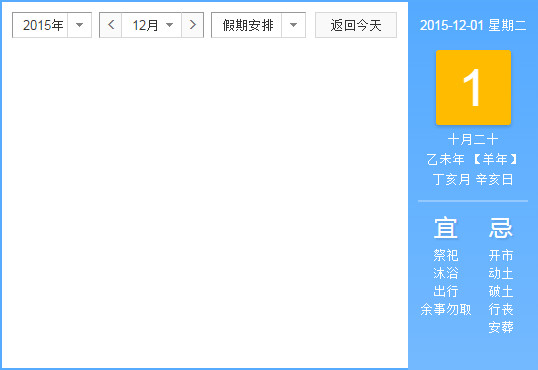 2015年 12月 假期安排 返回今天
2015-12-01 星期二
1
十月二十
乙未年 【羊年】
丁亥月 辛亥日
宜 忌
祭祀 开市
沐浴 动土
出行 破土
余事勿取 行丧
安葬